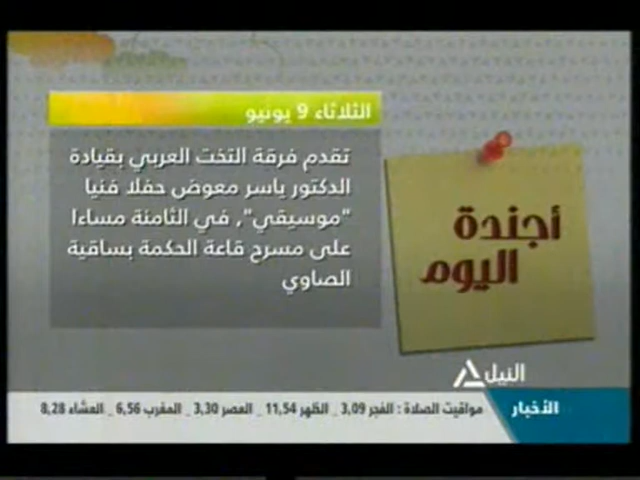 الثلاثاء 9 يونيو
تقدم فرقة التخت العربي بقيادة
الدكتور ياسر معوض حفلا فنيا
"موسيقي"، في الثامنة مساءا
على مسرح قاعة الحكمة بساقية
الصاوي
أجندة
اليوم
النيل
الأخبار
مواقيت الصلاة : الفجر 3,09 _ الظهر 11,54 _ العصر 3,30 _ المغرب 6,56 _ العشاء 8,28